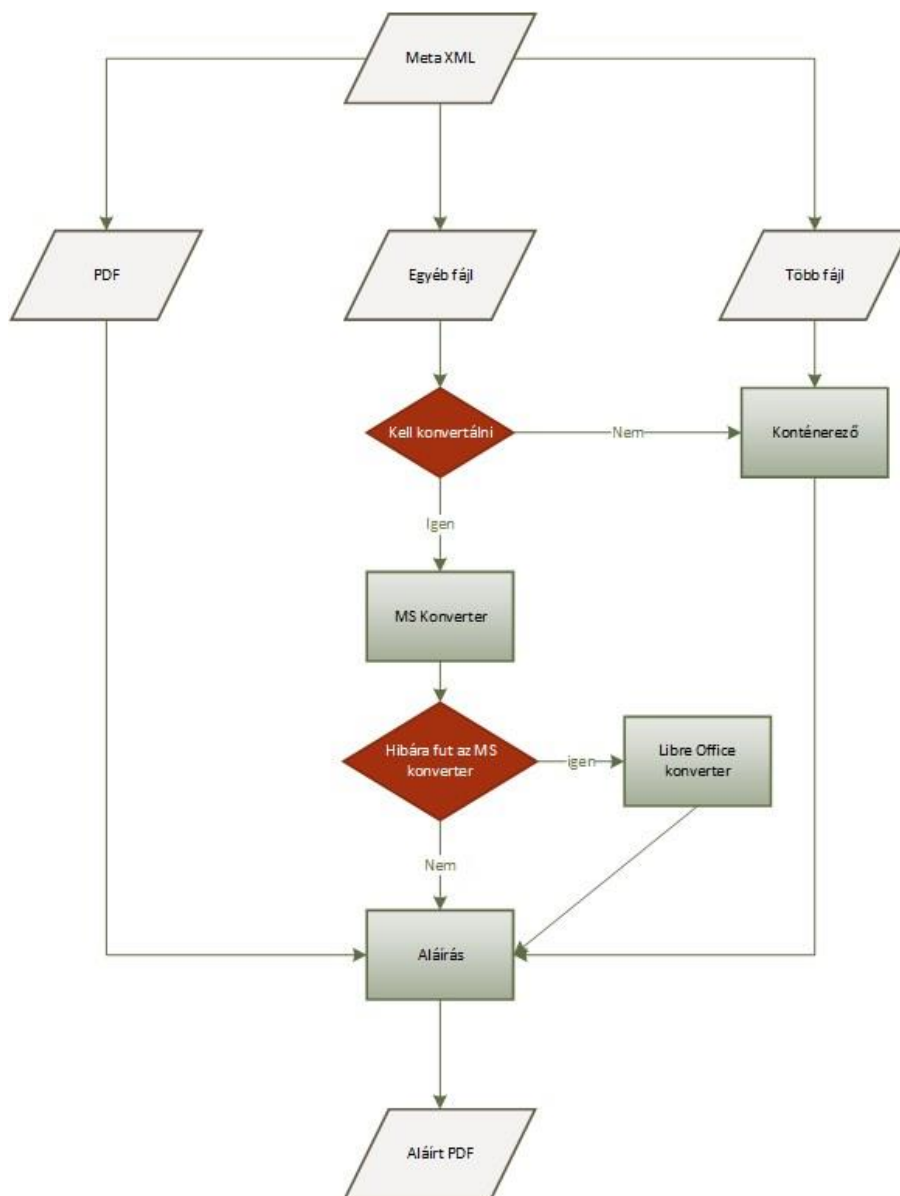 Meta XML
PDF
Egyéb fájl
Több fájl
Kell konvertálni
Nem
Konténerező
Igen
MS Konverter
Hibára fut az MS
konverter
igen
Libre Office
konverter
Nem
Aláírás
Aláírt PDF